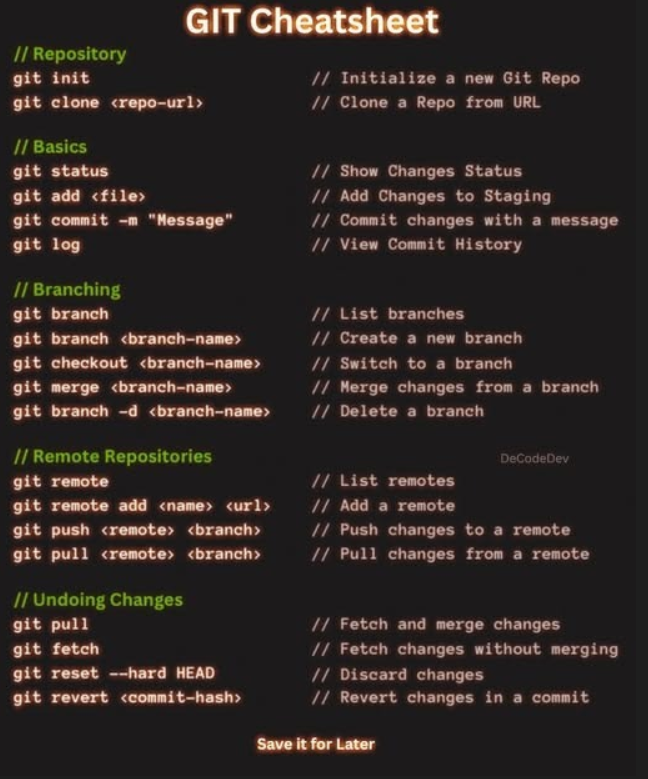 GIT Cheatsheet
// Repository
git init // Initialize a new Git Repo
git clone <repo-url> // Clone a Repo from URL
// Basics
git status // Show Changes Status
git add <file> // Add Changes to Staging
git commit -m "Message" // Commit changes with a message
git log // View Commit History
// Branching
git branch // List branches
git branch <branch-name> // Create a new branch
git checkout <branch-name> // Switch to a branch
git merge <branch-name> // Merge changes from a branch
git branch -d <branch-name> // Delete a branch
// Remote Repositories DeCodeDev
git remote // List remotes
git remote add <name> <url> // Add a remote
git push <remote> <branch> // Push changes to a remote
git pull <remote> <branch> // Pull changes from a remote
// Undoing Changes
git pull // Fetch and merge changes
git fetch // Fetch changes without merging
git reset --hard HEAD // Discard changes
git revert <commit-hash> // Revert changes in a commit
Save it for Later